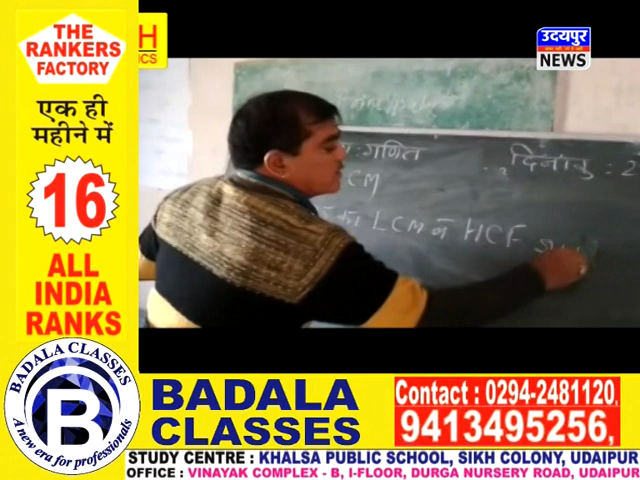 THE
RANKERS
FACTORY
एक ही
महीने में
16
ALL
INDIA
RANKS
H
ICS
उदयपुर
NEWS
गणित
दिनांक : 2
CM
का LCM व HCF
BADALA CLASSES
B
A new era for professionals
BADALA
CLASSES
Contact : 0294-2481120,
9413495256,
STUDY CENTRE : KHALSA PUBLIC SCHOOL, SIKH COLONY, UDAIPUR
OFFICE : VINAYAK COMPLEX - B, I-FLOOR, DURGA NURSERY ROAD, UDAIPUR